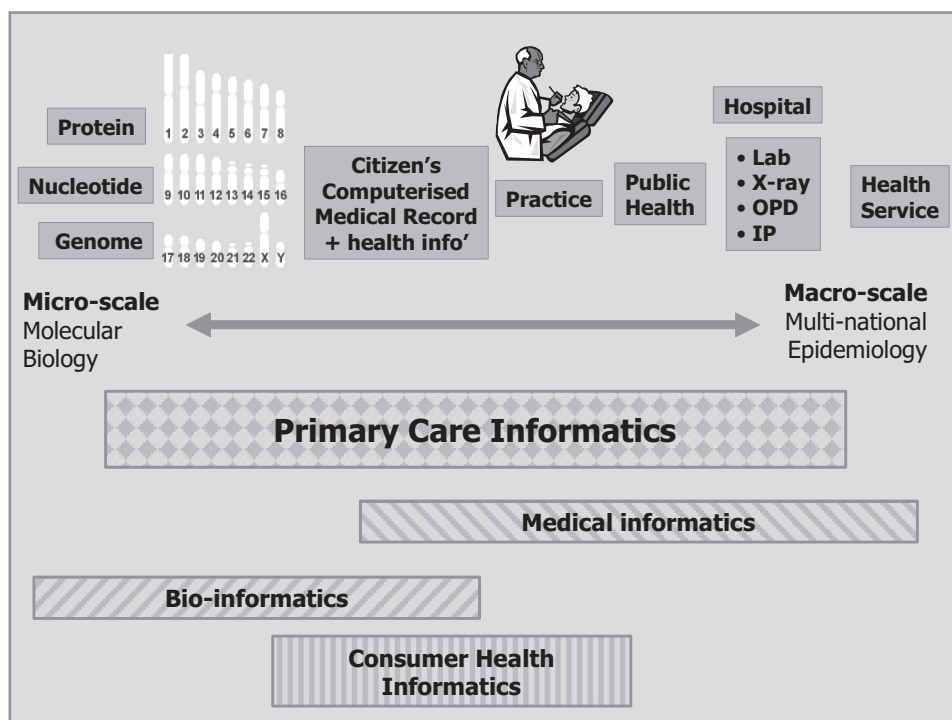 Protein
1 2 3 4 5 6 7 8
Nucleotide
9 10 11 12 13 14 15 16
Genome
17 18 19 20 21 22 X Y
Citizen’s
Computerised
Medical Record
+ health info’
Practice
Public
Health
Hospital
• Lab
• X-ray
• OPD
• IP
Health
Service
Micro-scale
Molecular
Biology
Macro-scale
Multi-national
Epidemiology
Primary Care Informatics
Medical informatics
Bio-informatics
Consumer Health
Informatics